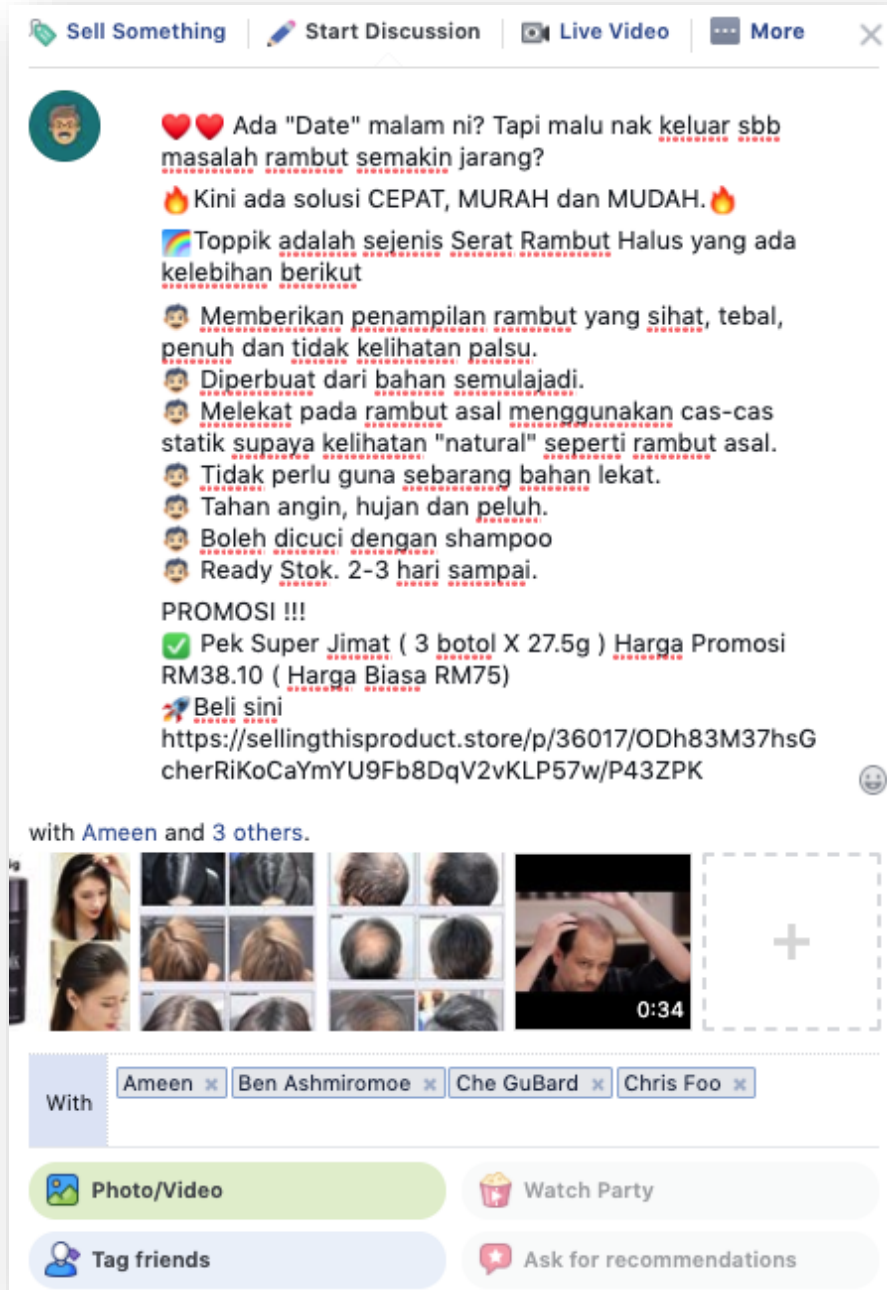 Sell Something
Start Discussion
Live Video
More
❤️❤️ Ada "Date" malam ni? Tapi malu nak keluar sbb
masalah rambut semakin jarang?
🔥Kini ada solusi CEPAT, MURAH dan MUDAH.🔥
🌈Toppik adalah sejenis Serat Rambut Halus yang ada
kelebihan berikut
👨🏻 Memberikan penampilan rambut yang sihat, tebal,
penuh dan tidak kelihatan palsu.
👨🏻 Diperbuat dari bahan semulajadi.
👨🏻 Melekat pada rambut asal menggunakan cas-cas
statik supaya kelihatan "natural" seperti rambut asal.
👨🏻 Tidak perlu guna sebarang bahan lekat.
👨🏻 Tahan angin, hujan dan peluh.
👨🏻 Boleh dicuci dengan shampoo
👨🏻 Ready Stok. 2-3 hari sampai.
PROMOSI !!!
✅ Pek Super Jimat ( 3 botol X 27.5g ) Harga Promosi
RM38.10 ( Harga Biasa RM75)
🚀Beli sini
https://sellingthisproduct.store/p/36017/ODh83M37hsG
cherRiKoCaYmYU9Fb8DqV2vKLP57w/P43ZPK
with Ameen and 3 others.
0:34
With
Ameen
Ben Ashmiromoe
Che GuBard
Chris Foo
Photo/Video
Watch Party
Tag friends
Ask for recommendations